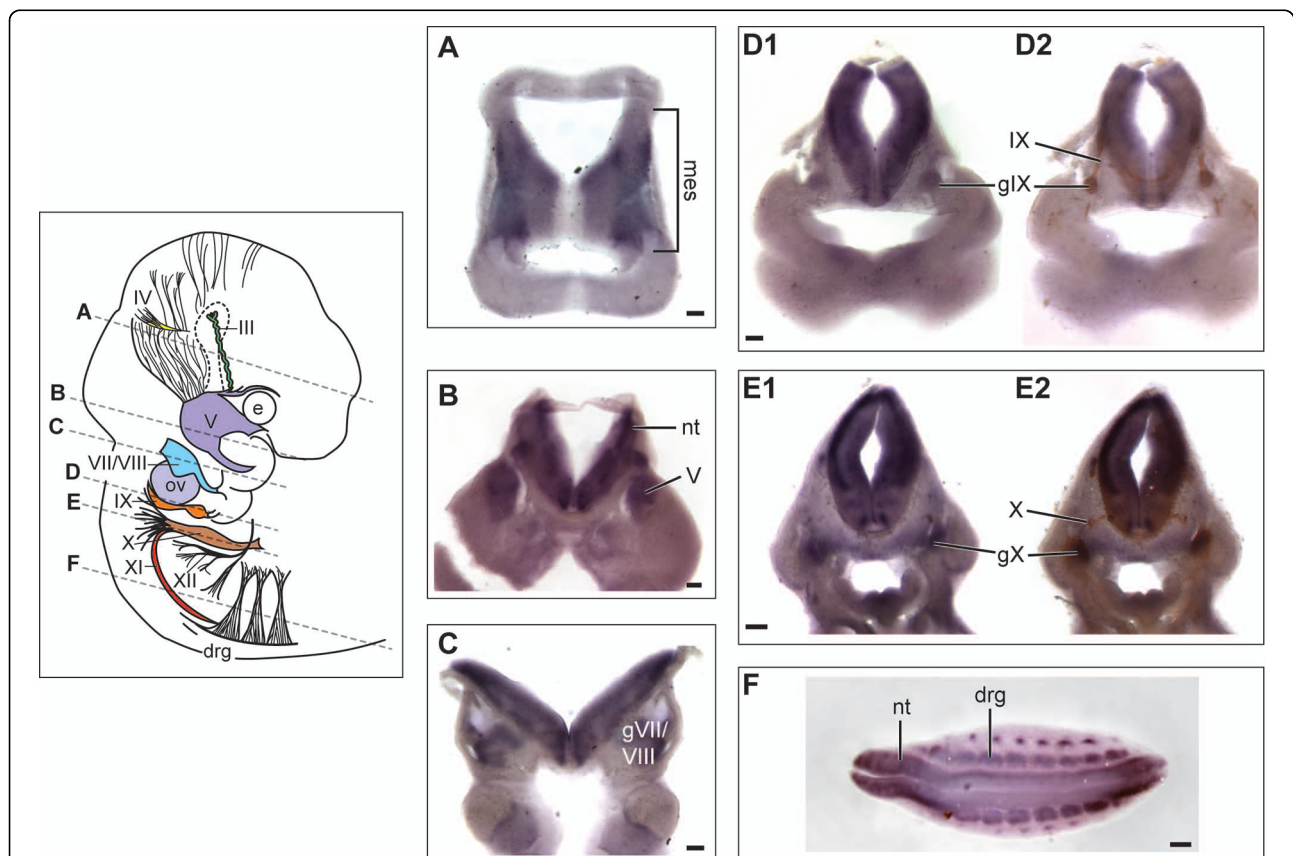 A
IV
III
B
e
V
C
VII/VIII
D
ov
E
IX
X
F
XI
XII
drg
A
mes
B
nt
V
C
gVII/
VIII
D1
D2
IX
gIX
E1
E2
X
gX
F
nt
drg